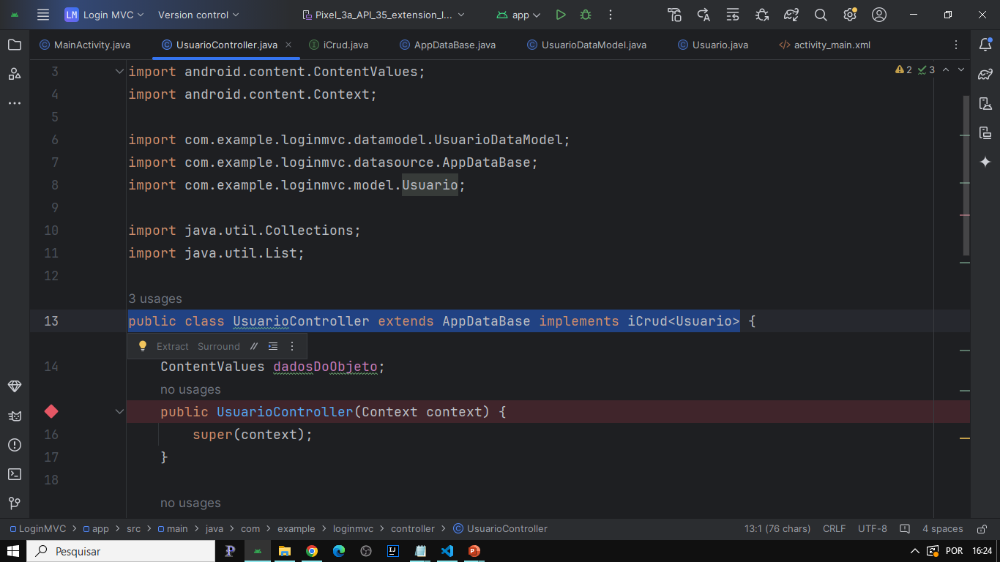 LM Login MVC Version control Pixel_3a_API_35_extension_l... app
MainActivity.java UsuarioController.java iCrud.java AppDataBase.java UsuarioDataModel.java Usuario.java </> activity_main.xml
3 import android.content.ContentValues; 2 3
4 import android.content.Context;
5
6 import com.example.loginmvc.datamodel.UsuarioDataModel;
7 import com.example.loginmvc.datasource.AppDataBase;
8 import com.example.loginmvc.model.Usuario;
9
10 import java.util.Collections;
11 import java.util.List;
12
3 usages
13 public class UsuarioController extends AppDataBase implements iCrud<Usuario> {
Extract Surround //
14 ContentValues dadosDoObjeto;
no usages
public UsuarioController(Context context) {
16 super(context);
17 }
18
no usages
LoginMVC > app > src > main > java > com > example > loginmvc > controller > UsuarioController 13:1 (76 chars) CRLF UTF-8 4 spaces
Pesquisar POR 16:24